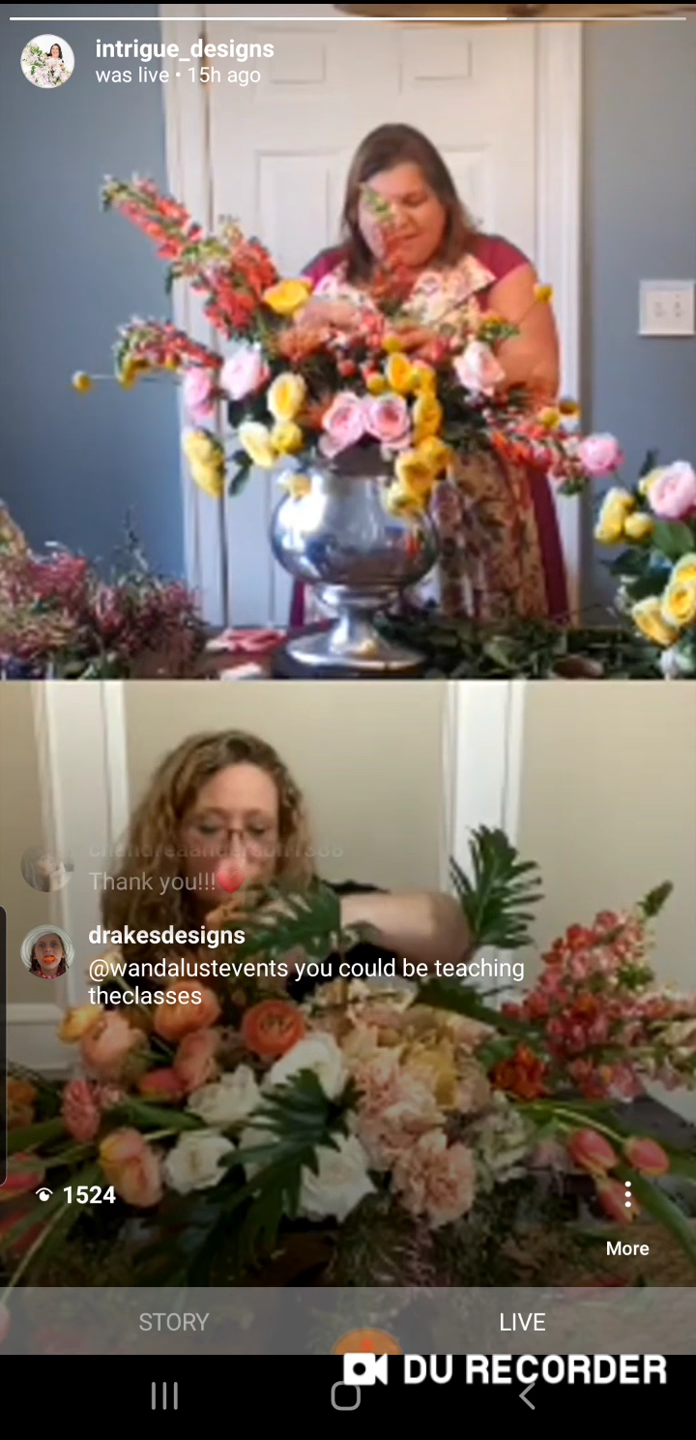 intrigue_designs
was live • 15h ago
Thank you!!!
drakesdesigns
@wandalustevents you could be teaching
theclasses
1524
More
STORY
LIVE
DU RECORDER